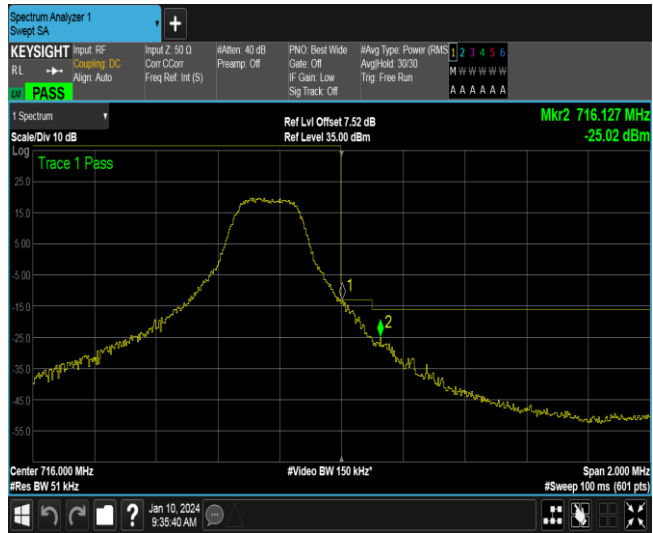 Spectrum Analyzer 1
Swept SA
KEYSIGHT
RL
LXI PASS
Input: RF
Coupling: DC
Align: Auto
Input Z: 50 Ω
Corr CCorr
Freq Ref: Int (S)
#Atten: 40 dB
Preamp: Off
PNO: Best Wide
Gate: Off
IF Gain: Low
Sig Track: Off
#Avg Type: Power (RMS
Avg|Hold: 30/30
Trig: Free Run
1 2 3 4 5 6
M W W W W W
A A A A A A
1 Spectrum
Scale/Div 10 dB
Ref Lvl Offset 7.52 dB
Ref Level 35.00 dBm
Mkr2 716.127 MHz
-25.02 dBm
Log
Trace 1 Pass
25.0
15.0
5.00
-5.00
1
-15.0
2
-25.0
-35.0
-45.0
-55.0
Center 716.000 MHz
#Res BW 51 kHz
#Video BW 150 kHz*
Span 2.000 MHz
#Sweep 100 ms (601 pts)
?
Jan 10, 2024
9:35:40 AM